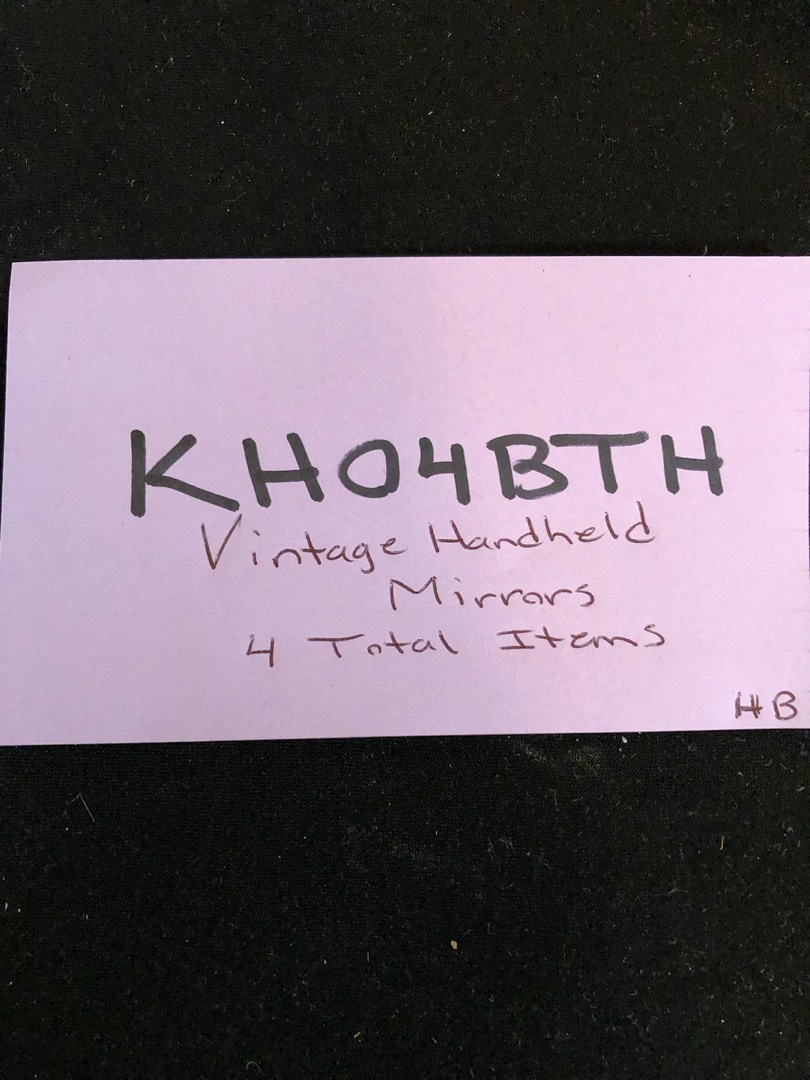 KH04BTH
Vintage Handheld
Mirrors
4 Total Items
HB